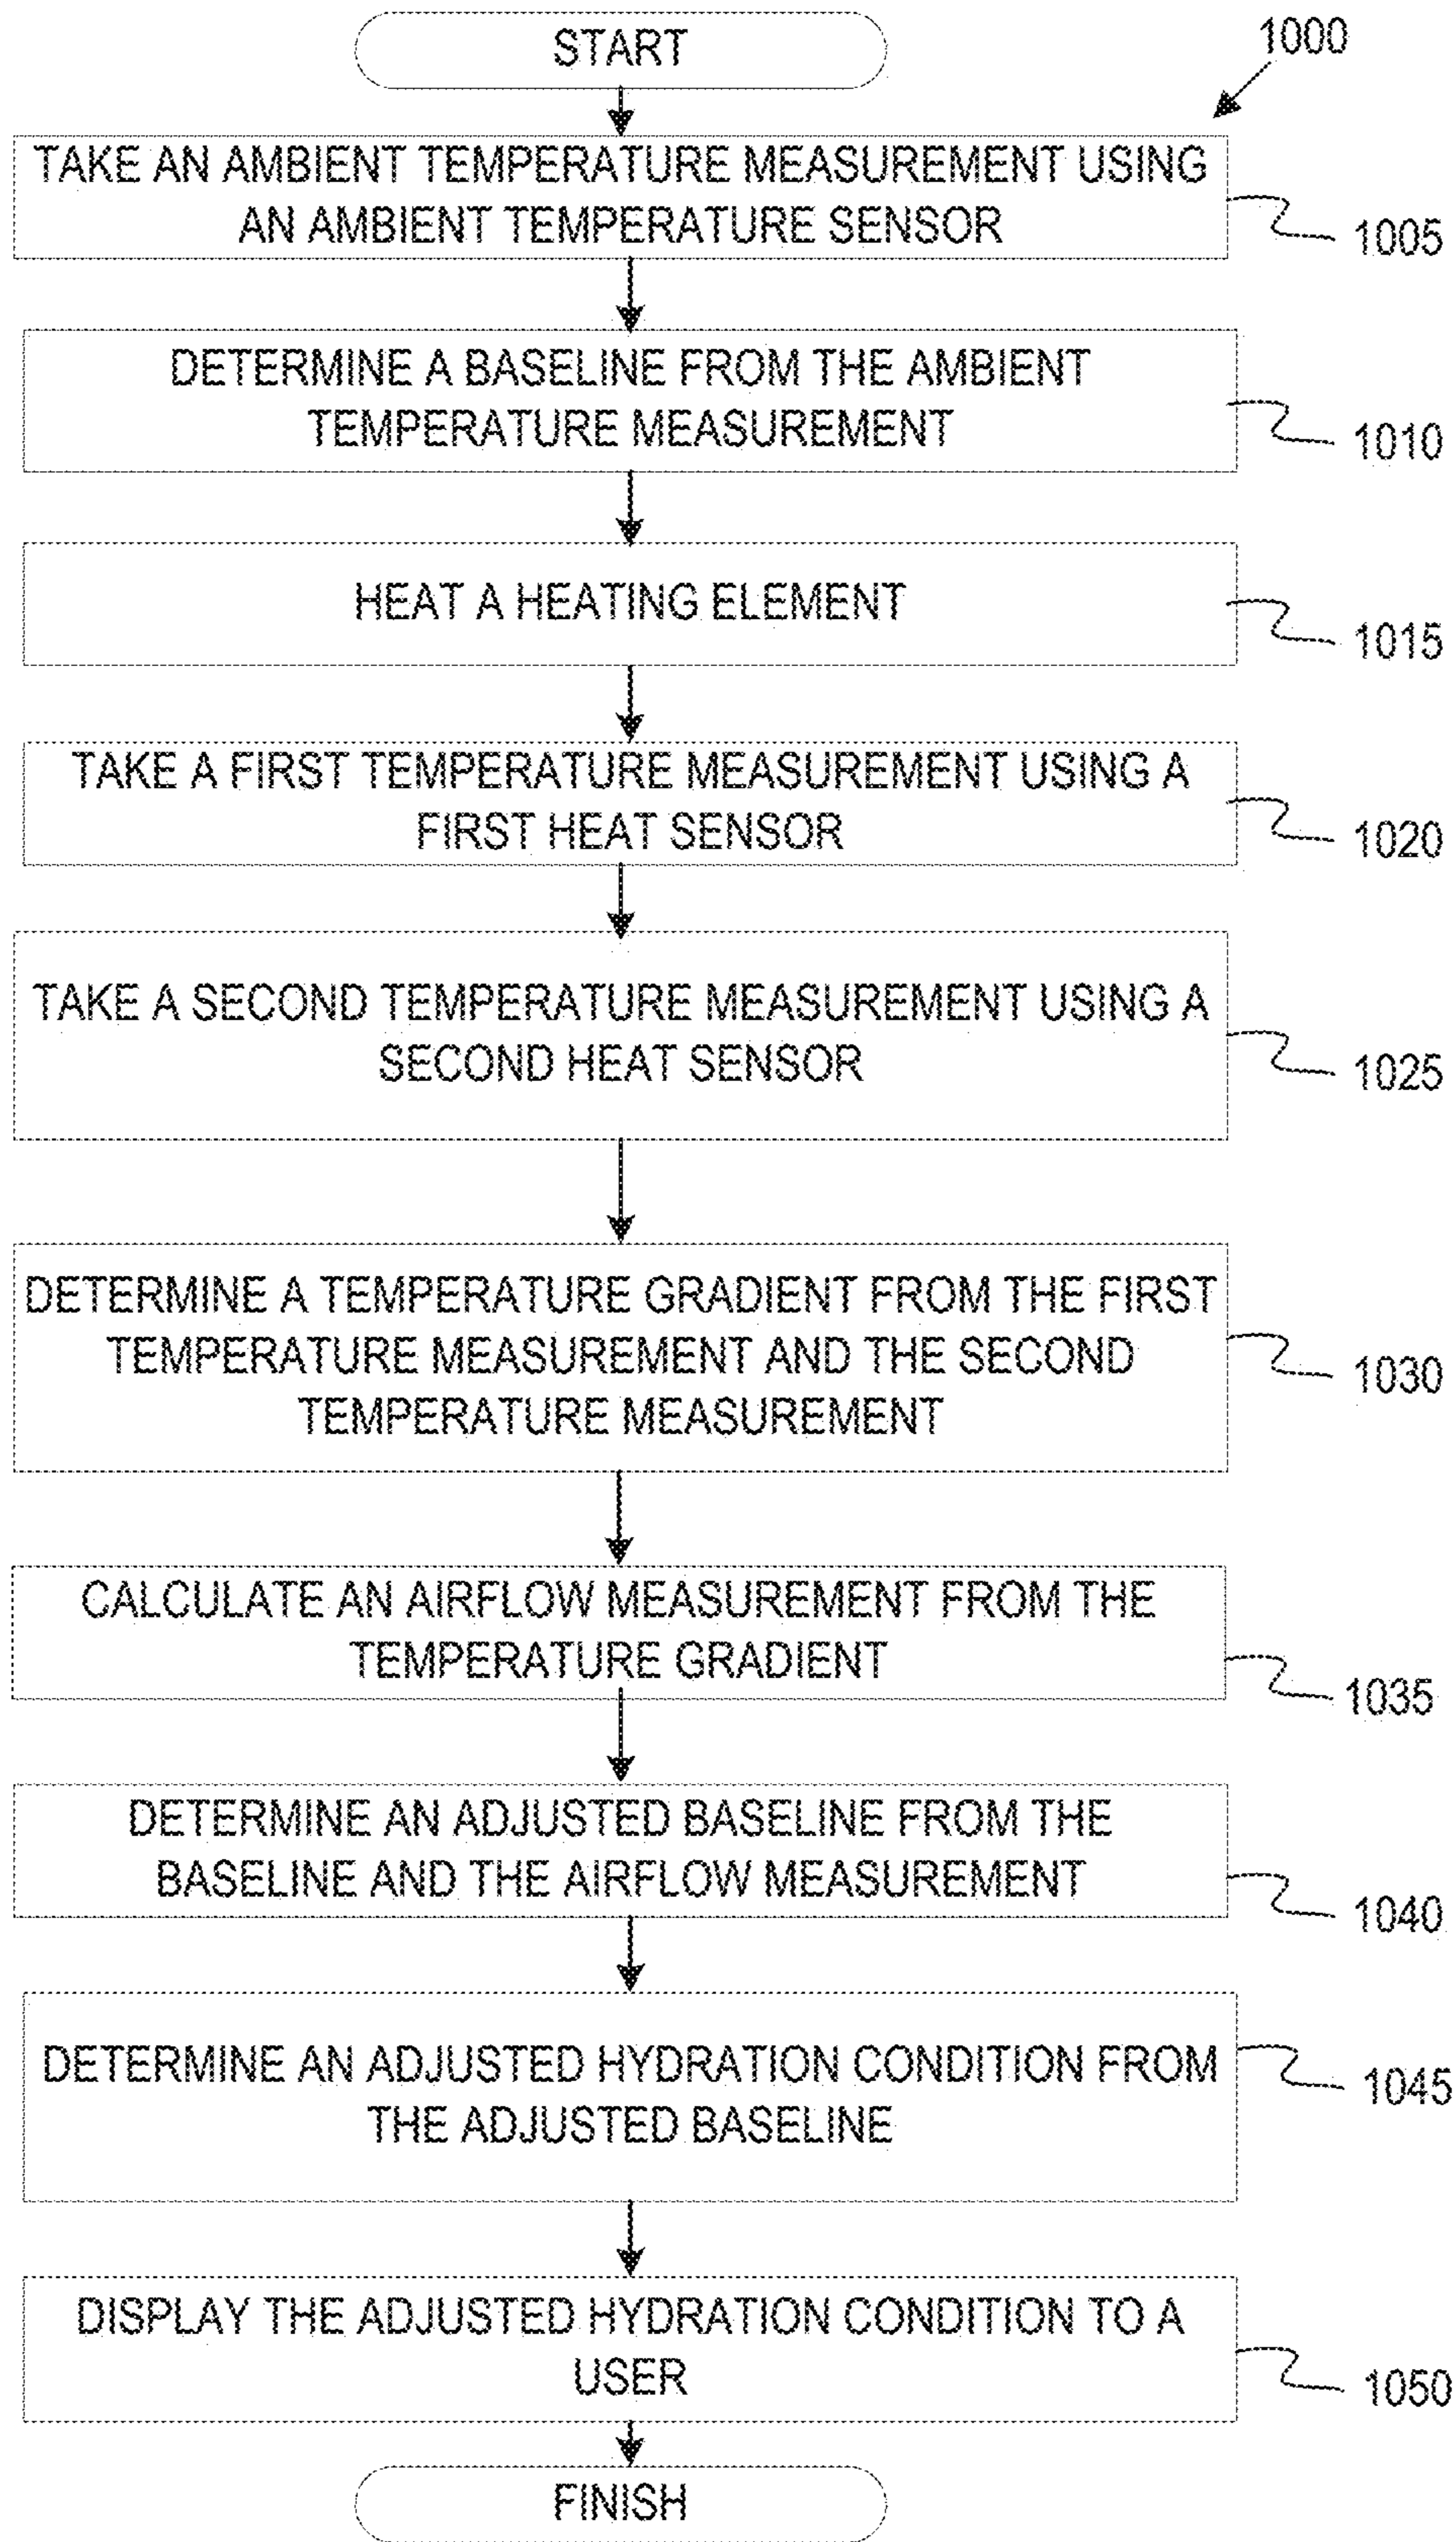 START
1000
TAKE AN AMBIENT TEMPERATURE MEASUREMENT USING
AN AMBIENT TEMPERATURE SENSOR
1005
DETERMINE A BASELINE FROM THE AMBIENT
TEMPERATURE MEASUREMENT
1010
HEAT A HEATING ELEMENT
1015
TAKE A FIRST TEMPERATURE MEASUREMENT USING A
FIRST HEAT SENSOR
1020
TAKE A SECOND TEMPERATURE MEASUREMENT USING A
SECOND HEAT SENSOR
1025
DETERMINE A TEMPERATURE GRADIENT FROM THE FIRST
TEMPERATURE MEASUREMENT AND THE SECOND
TEMPERATURE MEASUREMENT
1030
CALCULATE AN AIRFLOW MEASUREMENT FROM THE
TEMPERATURE GRADIENT
1035
DETERMINE AN ADJUSTED BASELINE FROM THE
BASELINE AND THE AIRFLOW MEASUREMENT
1040
DETERMINE AN ADJUSTED HYDRATION CONDITION FROM
THE ADJUSTED BASELINE
1045
DISPLAY THE ADJUSTED HYDRATION CONDITION TO A
USER
1050
FINISH